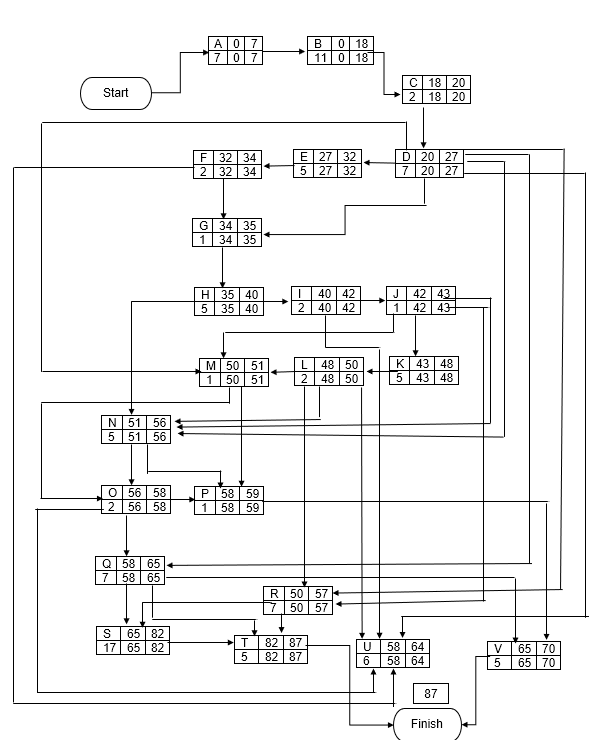 A 0 7
7 0 7
B 0 18
11 0 18
Start
C 18 20
2 18 20
F 32 34
2 32 34
E 27 32
5 27 32
D 20 27
7 20 27
G 34 35
1 34 35
H 35 40
5 35 40
I 40 42
2 40 42
J 42 43
1 42 43
M 50 51
1 50 51
L 48 50
2 48 50
K 43 48
5 43 48
N 51 56
5 51 56
O 56 58
2 56 58
P 58 59
1 58 59
Q 58 65
7 58 65
R 50 57
7 50 57
S 65 82
17 65 82
T 82 87
5 82 87
U 58 64
6 58 64
V 65 70
5 65 70
87
Finish